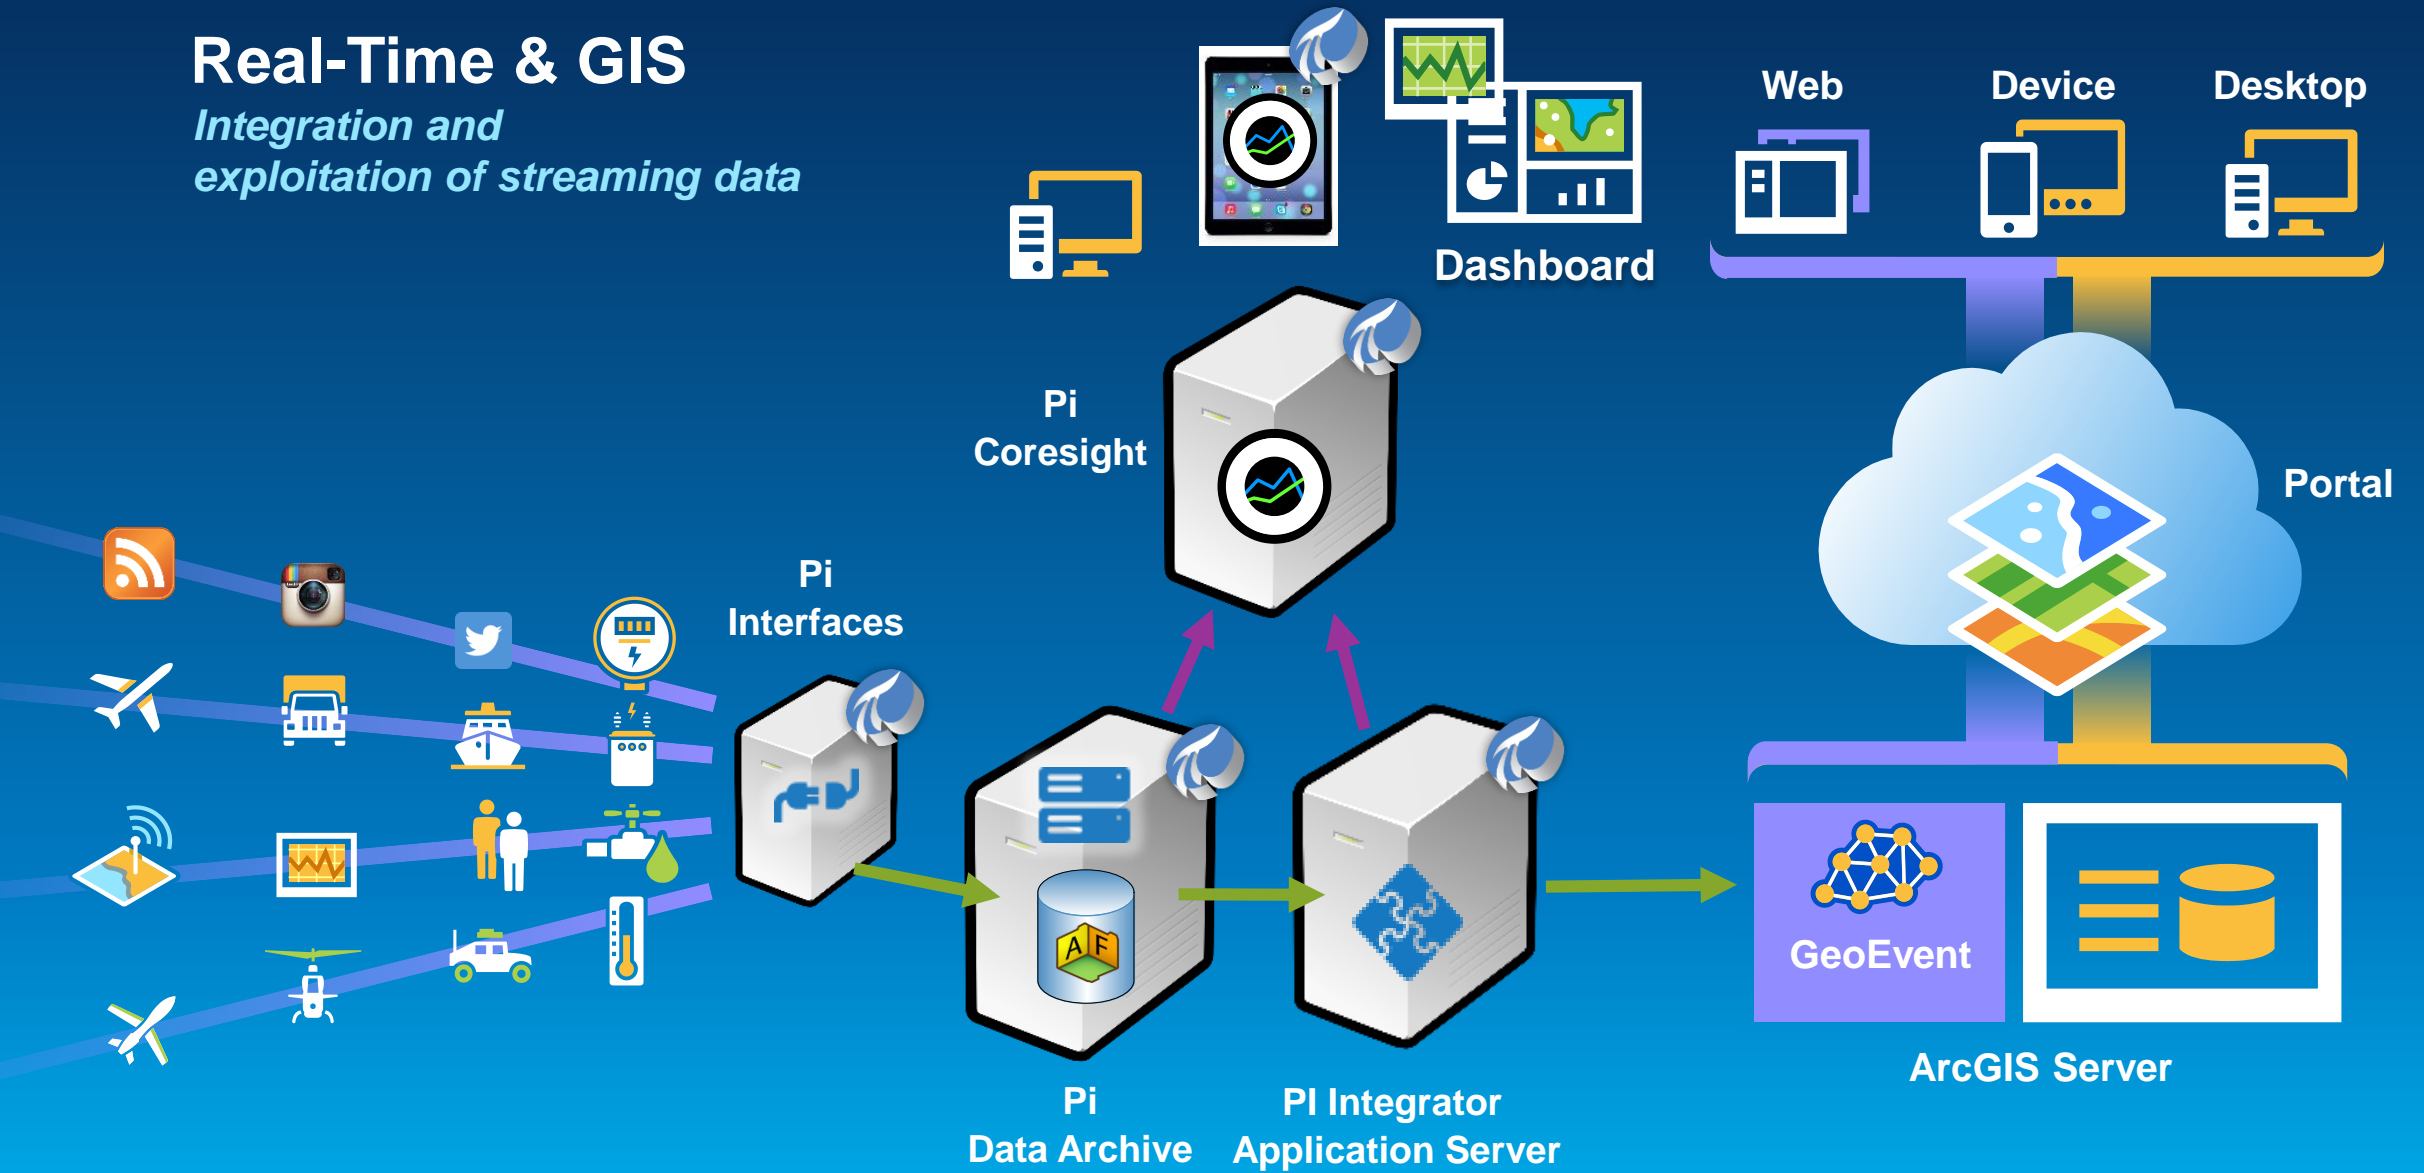 Real-Time & GIS
Integration and
exploitation of streaming data
Web
Device
Desktop
Dashboard
Pi
Coresight
Portal
Pi
Interfaces
A F
GeoEvent
ArcGIS Server
Pi
Data Archive
PI Integrator
Application Server